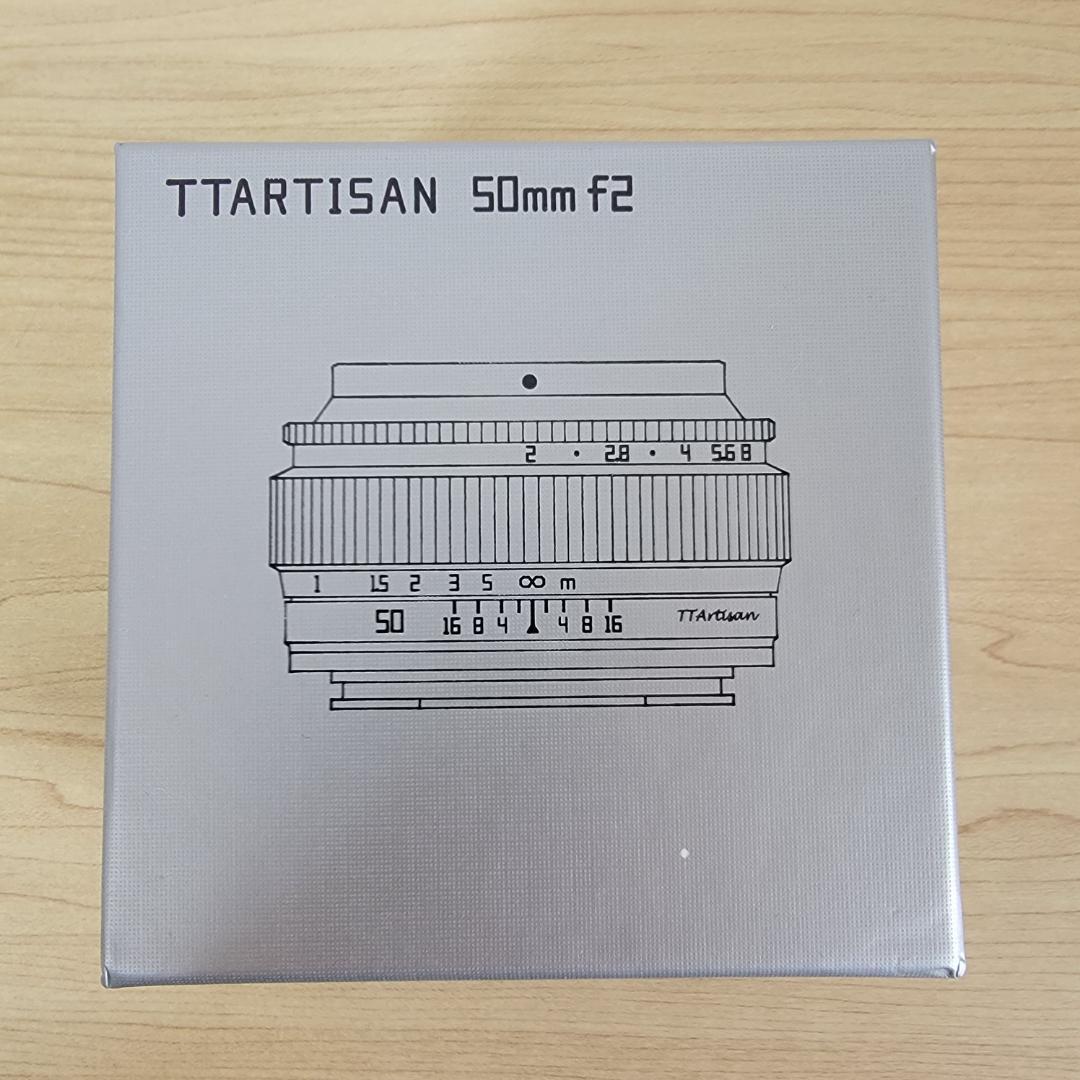 TTARTISAN 50mm f2
2 • 2.8 • 4 5.6 8
1 1.5 2 3 5 ∞ m
50 16 8 4 4 8 16 TTArtisan